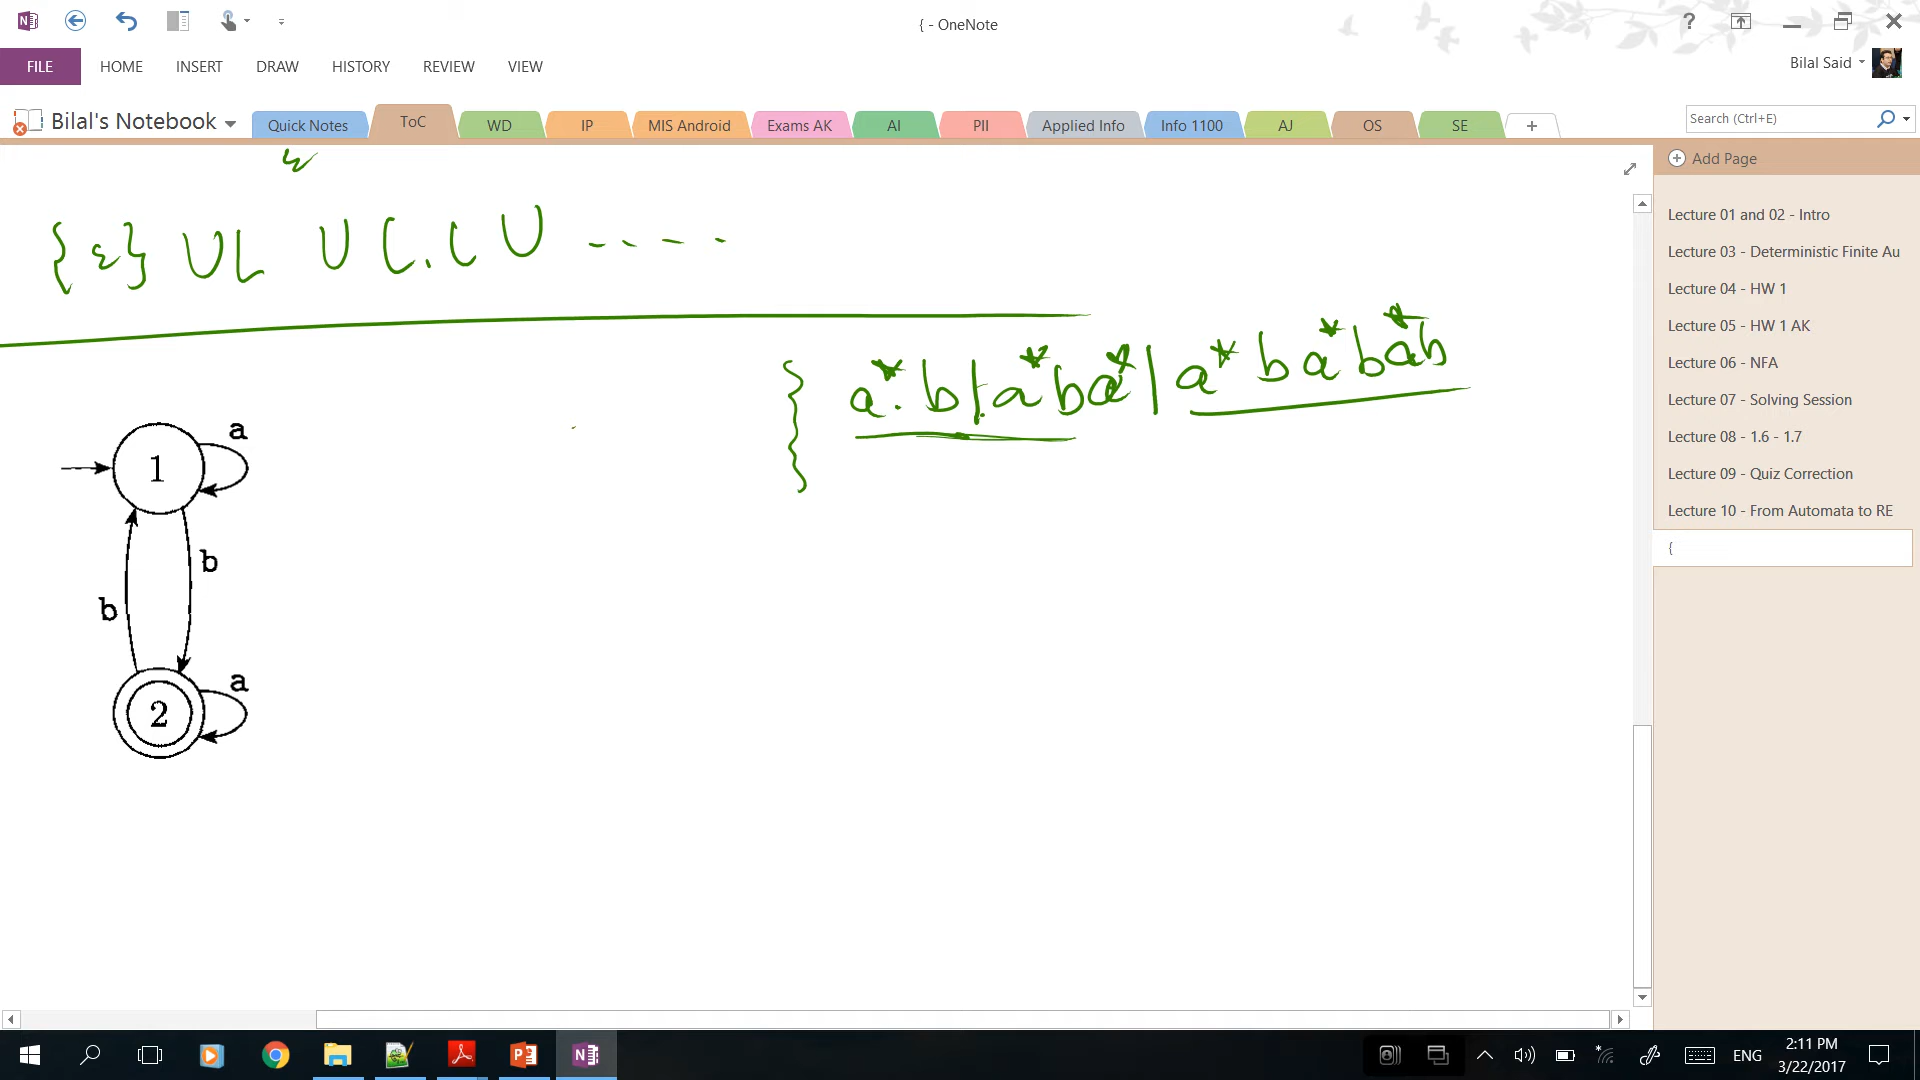 { - OneNote
?
FILE HOME INSERT DRAW HISTORY REVIEW VIEW
Bilal Said
Bilal's Notebook
Quick Notes ToC WD IP MIS Android Exams AK AI PII Applied Info Info 1100 AJ OS SE +
Search (Ctrl+E)
Add Page
Lecture 01 and 02 - Intro
Lecture 03 - Deterministic Finite Au
Lecture 04 - HW 1
Lecture 05 - HW 1 AK
Lecture 06 - NFA
Lecture 07 - Solving Session
Lecture 08 - 1.6 - 1.7
Lecture 09 - Quiz Correction
Lecture 10 - From Automata to RE
{
ε
{ε} ∪ L ∪ L.L ∪ ....
{ a*.b|.a*ba*|a*ba*ba*b
1
a
b
b
2
a
ENG
2:11 PM
3/22/2017